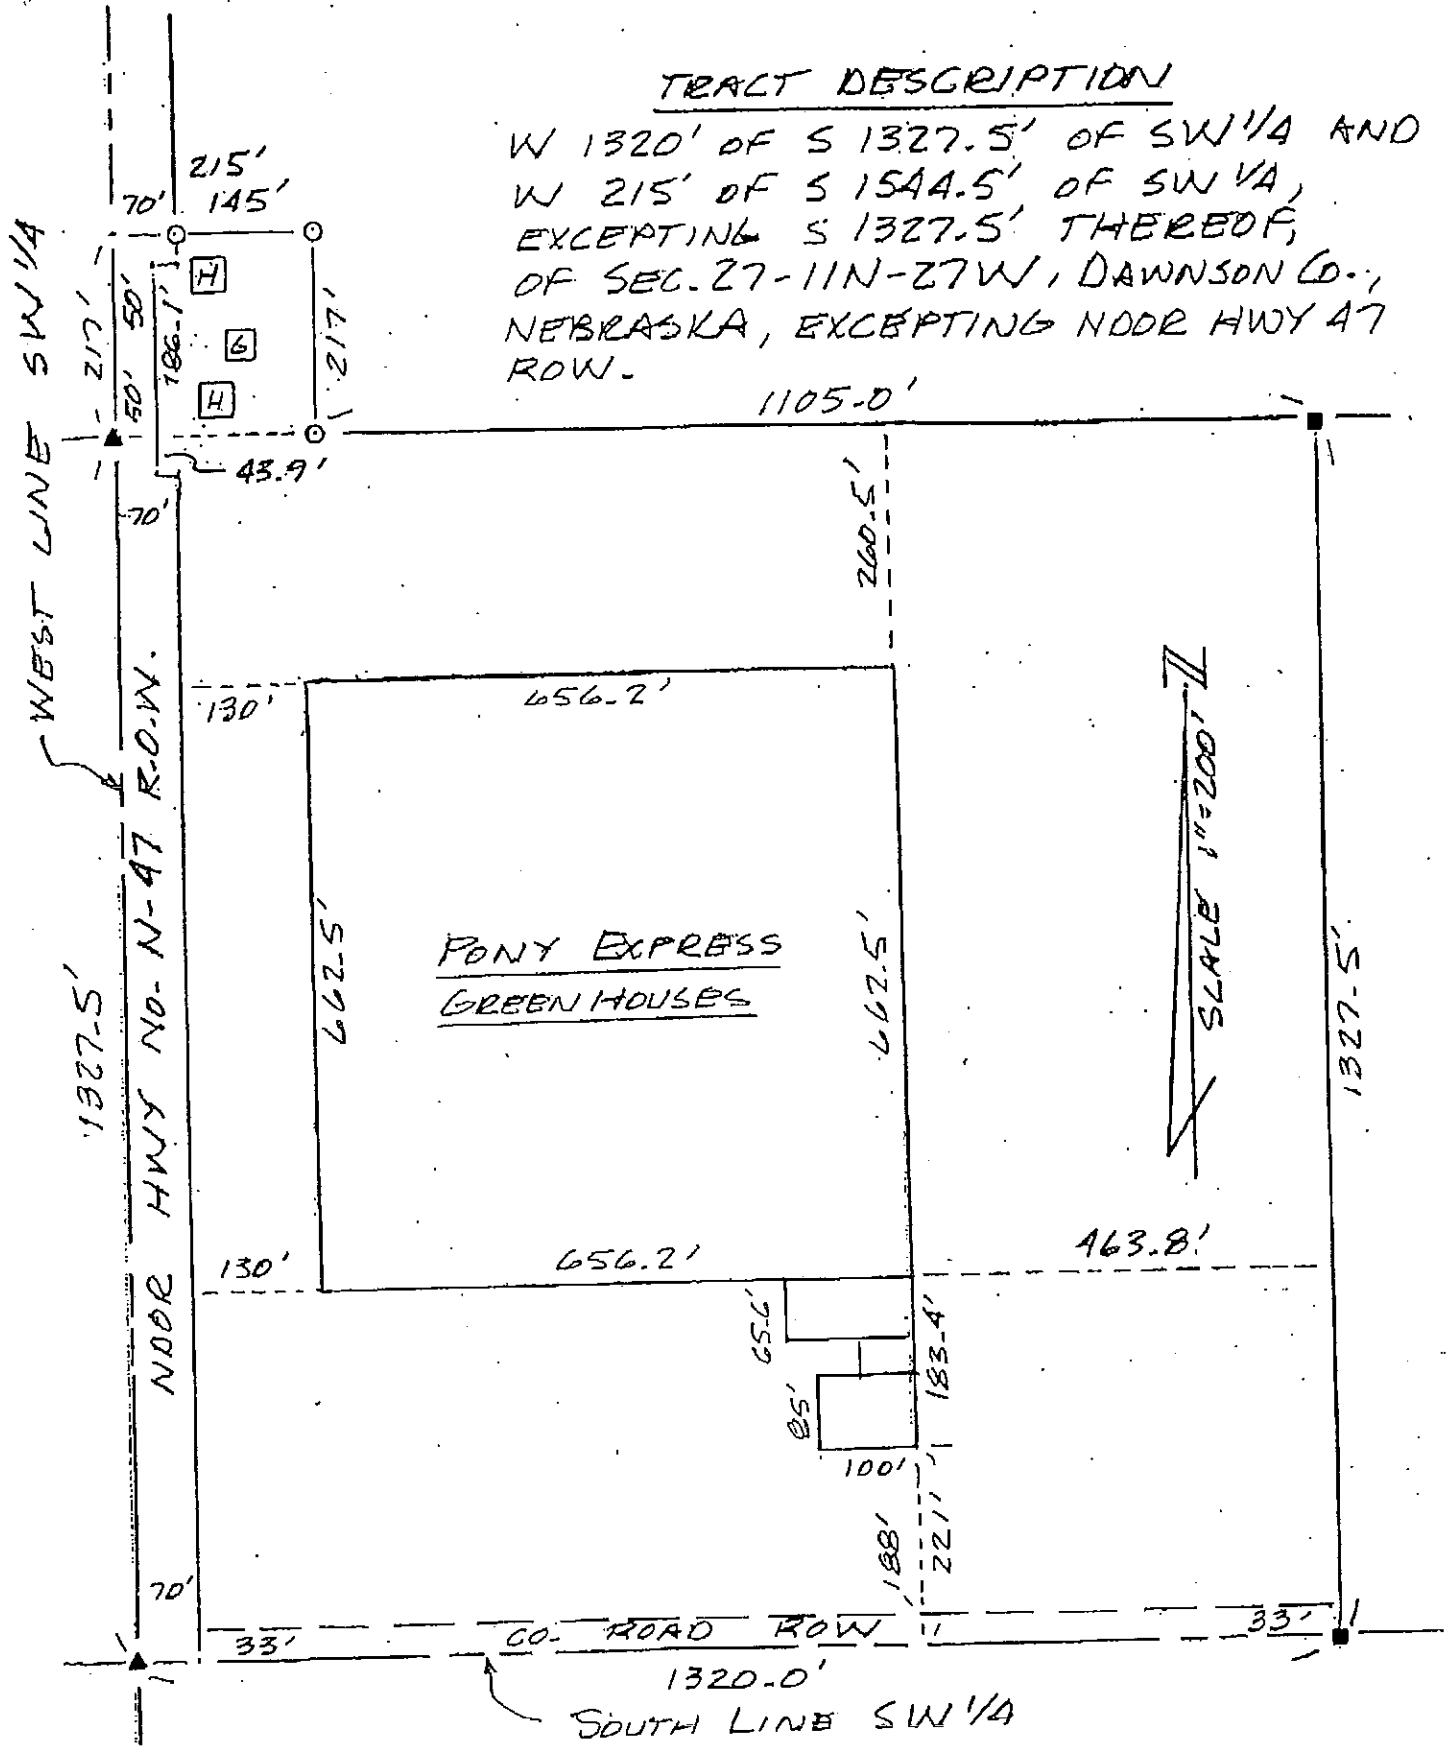 TRACT DESCRIPTION
W 1320' OF S 1327.5' OF SW 1/4 AND
W 215' OF S 1544.5' OF SW 1/4,
EXCEPTING S 1327.5' THEREOF,
OF SEC. 27-11N-27W, DAWNSON CO.,
NEBRASKA, EXCEPTING NDOR HWY 47
ROW.
215'
70' 145'
H
G
H
217'
50'
50'
186.1'
217'
43.9'
WEST LINE SW 1/4
1105.0'
70'
260.5'
130'
656.2'
NDOR HWY NO. N-47 R.O.W.
1327.5'
662.5'
PONY EXPRESS
GREEN HOUSES
662.5'
SCALE 1"=200'
1327.5'
130'
656.2'
463.8'
65.6'
183.4'
85'
100'
188'
221'
70'
33'
CO. ROAD ROW
33'
1320.0'
SOUTH LINE SW 1/4